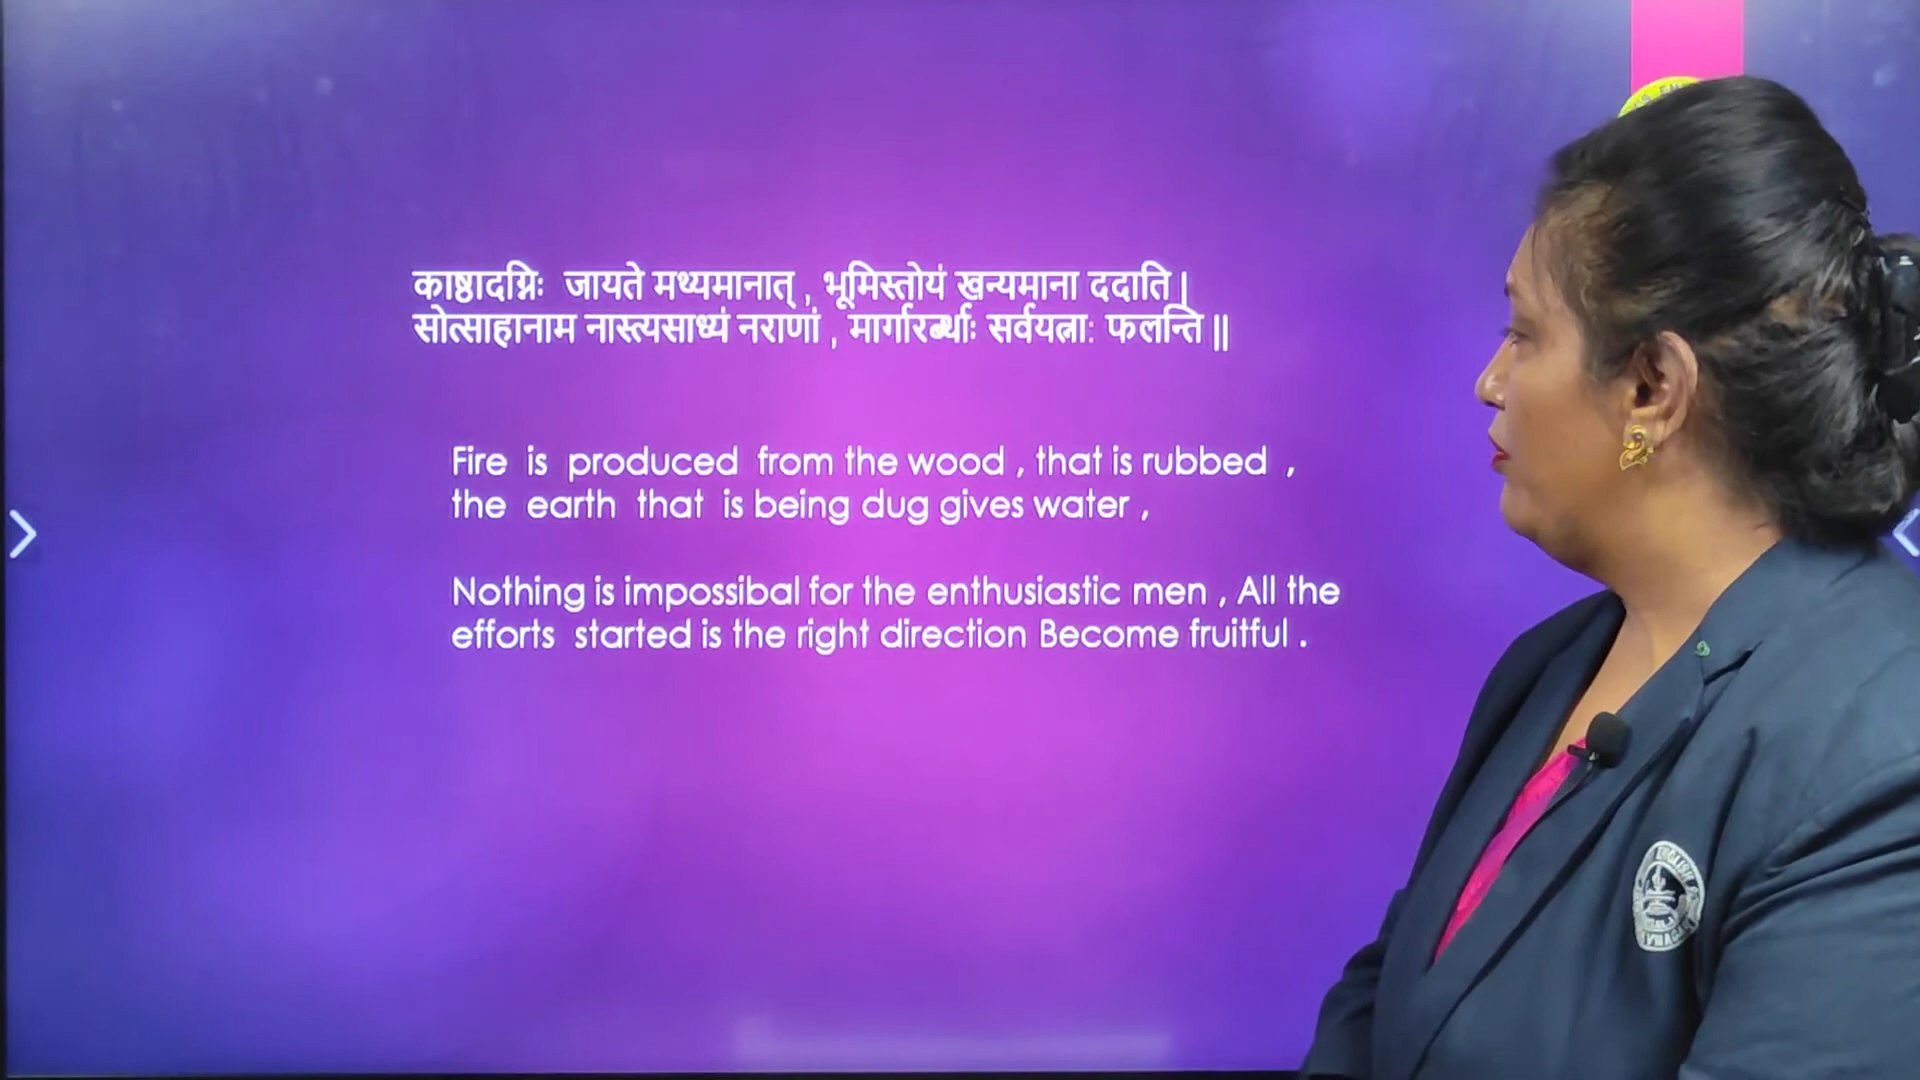 काष्ठादग्निः जायते मथ्यमानात् , भूमिस्तोयं खन्यमाना ददाति |
सोत्साहानाम नास्त्यसाध्यं नराणां , मार्गारब्धाः सर्वयत्नाः फलन्ति ||
Fire is produced from the wood , that is rubbed ,
the earth that is being dug gives water ,
Nothing is impossibal for the enthusiastic men , All the
efforts started is the right direction Become fruitful .
ENGLISH